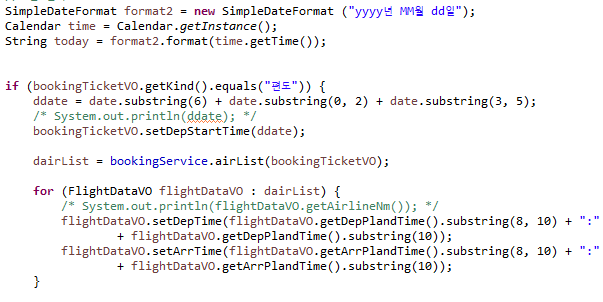 SimpleDateFormat format2 = new SimpleDateFormat ("yyyy년 MM월 dd일");
Calendar time = Calendar.getInstance();
String today = format2.format(time.getTime());
if (bookingTicketVO.getKind().equals("편도")) {
ddate = date.substring(6) + date.substring(0, 2) + date.substring(3, 5);
/* System.out.println(ddate); */
bookingTicketVO.setDepStartTime(ddate);
dairList = bookingService.airList(bookingTicketVO);
for (FlightDataVO flightDataVO : dairList) {
/* System.out.println(flightDataVO.getAirlineNm()); */
flightDataVO.setDepTime(flightDataVO.getDepPlandTime().substring(8, 10) + ":"
+ flightDataVO.getDepPlandTime().substring(10));
flightDataVO.setArrTime(flightDataVO.getArrPlandTime().substring(8, 10) + ":"
+ flightDataVO.getArrPlandTime().substring(10));
}